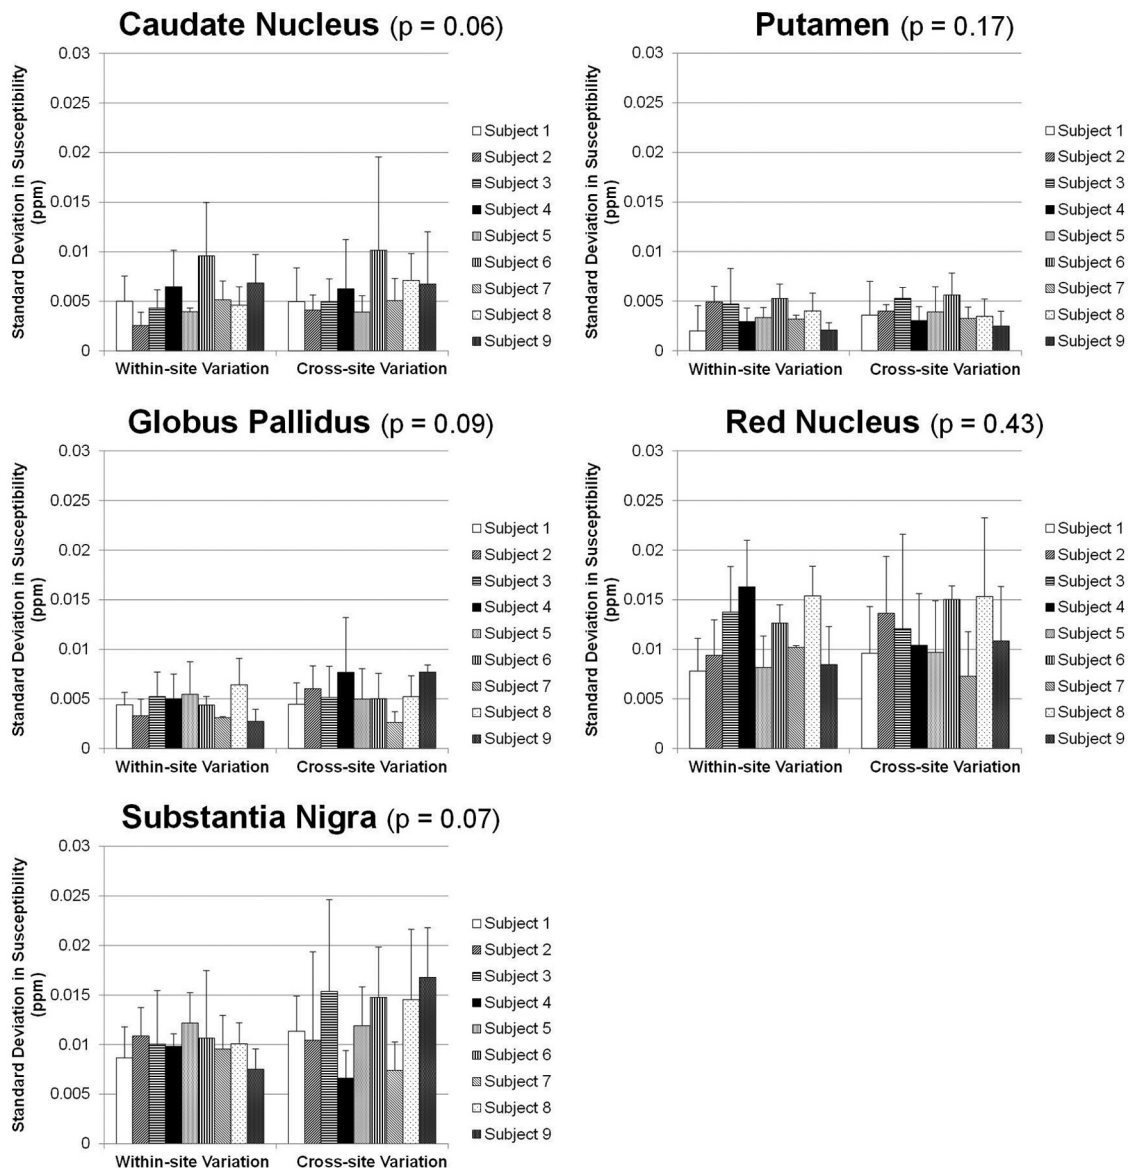 Caudate Nucleus (p = 0.06)
Standard Deviation in Susceptibility
(ppm)
0.03
0.025
0.02
0.015
0.01
0.005
0
Within-site Variation
Cross-site Variation
Subject 1
Subject 2
Subject 3
Subject 4
Subject 5
Subject 6
Subject 7
Subject 8
Subject 9
Putamen (p = 0.17)
Standard Deviation in Susceptibility
(ppm)
0.03
0.025
0.02
0.015
0.01
0.005
0
Within-site Variation
Cross-site Variation
Subject 1
Subject 2
Subject 3
Subject 4
Subject 5
Subject 6
Subject 7
Subject 8
Subject 9
Globus Pallidus (p = 0.09)
Standard Deviation in Susceptibility
(ppm)
0.03
0.025
0.02
0.015
0.01
0.005
0
Within-site Variation
Cross-site Variation
Subject 1
Subject 2
Subject 3
Subject 4
Subject 5
Subject 6
Subject 7
Subject 8
Subject 9
Red Nucleus (p = 0.43)
Standard Deviation in Susceptibility
(ppm)
0.03
0.025
0.02
0.015
0.01
0.005
0
Within-site Variation
Cross-site Variation
Subject 1
Subject 2
Subject 3
Subject 4
Subject 5
Subject 6
Subject 7
Subject 8
Subject 9
Substantia Nigra (p = 0.07)
Standard Deviation in Susceptibility
(ppm)
0.03
0.025
0.02
0.015
0.01
0.005
0
Within-site Variation
Cross-site Variation
Subject 1
Subject 2
Subject 3
Subject 4
Subject 5
Subject 6
Subject 7
Subject 8
Subject 9